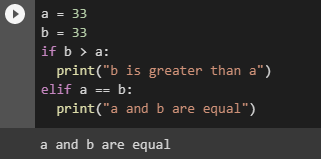 a = 33
b = 33
if b > a:
  print("b is greater than a")
elif a == b:
  print("a and b are equal")
a and b are equal